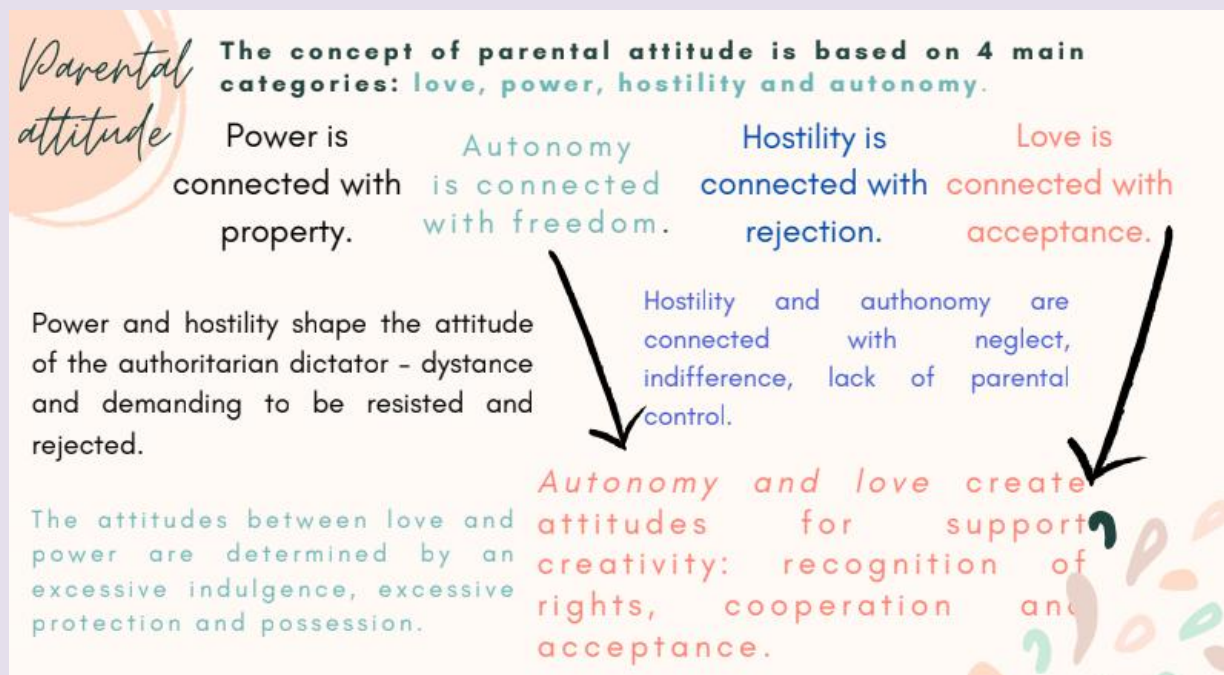 Parental
attitude
The concept of parental attitude is based on 4 main
categories: love, power, hostility and autonomy.
Power is
connected with
property.
Autonomy
is connected
with freedom.
Hostility is
connected with
rejection.
Love is
connected with
acceptance.
Power and hostility shape the attitude
of the authoritarian dictator - dystance
and demanding to be resisted and
rejected.
Hostility and authonomy are
connected with neglect,
indifference, lack of parental
control.
The attitudes between love and
power are determined by an
excessive indulgence, excessive
protection and possession.
Autonomy and love create
attitudes for support
creativity: recognition of
rights, cooperation and
acceptance.